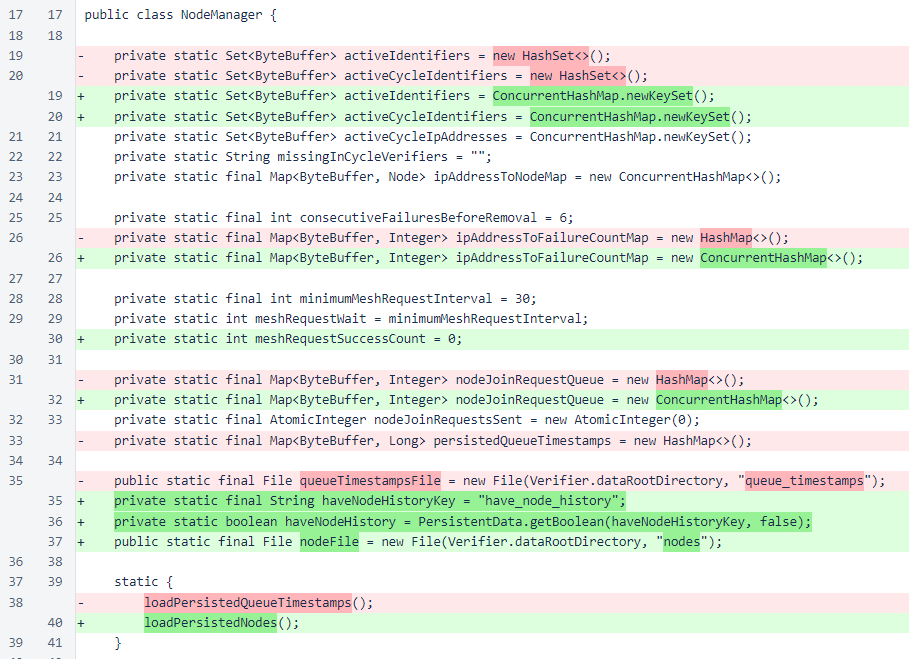 17 17 public class NodeManager {
18 18
19 - private static Set<ByteBuffer> activeIdentifiers = new HashSet<>();
20 - private static Set<ByteBuffer> activeCycleIdentifiers = new HashSet<>();
19 + private static Set<ByteBuffer> activeIdentifiers = ConcurrentHashMap.newKeySet();
20 + private static Set<ByteBuffer> activeCycleIdentifiers = ConcurrentHashMap.newKeySet();
21 21 private static Set<ByteBuffer> activeCycleIpAddresses = ConcurrentHashMap.newKeySet();
22 22 private static String missingInCycleVerifiers = "";
23 23 private static final Map<ByteBuffer, Node> ipAddressToNodeMap = new ConcurrentHashMap<>();
24 24
25 25 private static final int consecutiveFailuresBeforeRemoval = 6;
26 - private static final Map<ByteBuffer, Integer> ipAddressToFailureCountMap = new HashMap<>();
26 + private static final Map<ByteBuffer, Integer> ipAddressToFailureCountMap = new ConcurrentHashMap<>();
27 27
28 28 private static final int minimumMeshRequestInterval = 30;
29 29 private static int meshRequestWait = minimumMeshRequestInterval;
30 + private static int meshRequestSuccessCount = 0;
30 31
31 - private static final Map<ByteBuffer, Integer> nodeJoinRequestQueue = new HashMap<>();
32 + private static final Map<ByteBuffer, Integer> nodeJoinRequestQueue = new ConcurrentHashMap<>();
32 33 private static final AtomicInteger nodeJoinRequestsSent = new AtomicInteger(0);
33 - private static final Map<ByteBuffer, Long> persistedQueueTimestamps = new HashMap<>();
34 34
35 - public static final File queueTimestampsFile = new File(Verifier.dataRootDirectory, "queue_timestamps");
35 + private static final String haveNodeHistoryKey = "have_node_history";
36 + private static boolean haveNodeHistory = PersistentData.getBoolean(haveNodeHistoryKey, false);
37 + public static final File nodeFile = new File(Verifier.dataRootDirectory, "nodes");
36 38
37 39 static {
38 - loadPersistedQueueTimestamps();
40 + loadPersistedNodes();
39 41 }